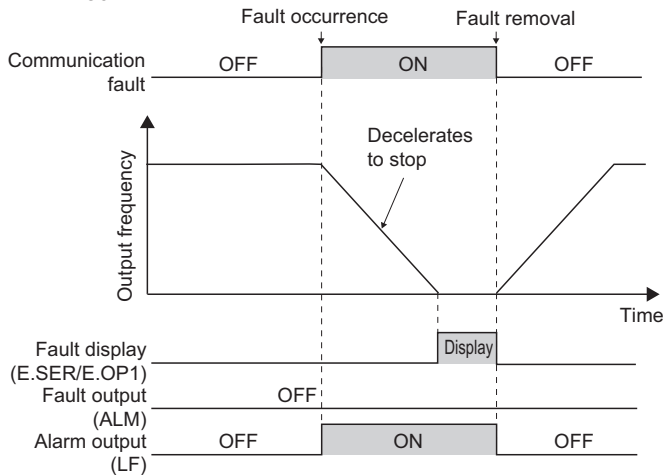 Fault occurrence
Fault removal
Communication
fault
OFF
ON
OFF
Output frequency
Decelerates
to stop
Time
Fault display
(E.SER/E.OP1)
Display
Fault output
(ALM)
OFF
Alarm output
(LF)
OFF
ON
OFF